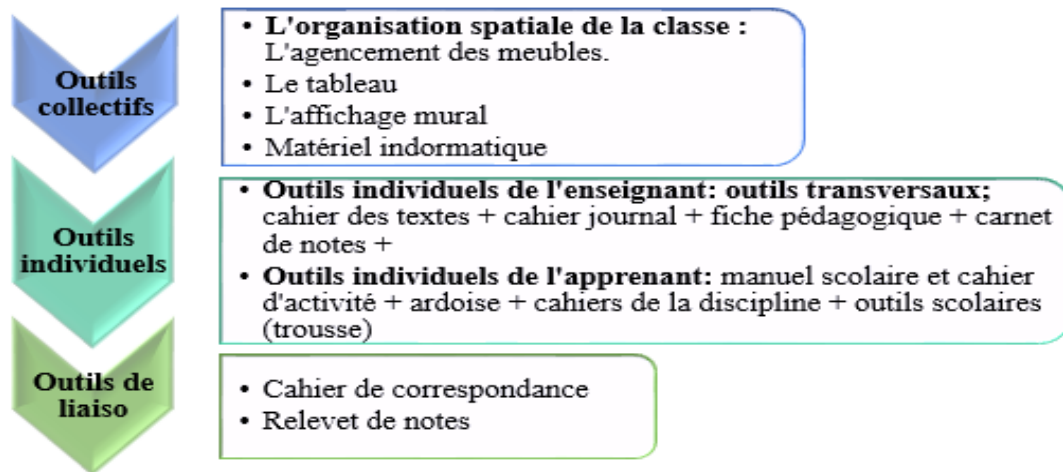 Outils
collectifs
• L'organisation spatiale de la classe :
L'agencement des meubles.
• Le tableau
• L'affichage mural
• Matériel indormatique
Outils
individuels
• Outils individuels de l'enseignant: outils transversaux;
cahier des textes + cahier journal + fiche pédagogique + carnet
de notes +
• Outils individuels de l'apprenant: manuel scolaire et cahier
d'activité + ardoise + cahiers de la discipline + outils scolaires
(trousse)
Outils de
liaiso
• Cahier de correspondance
• Relevet de notes